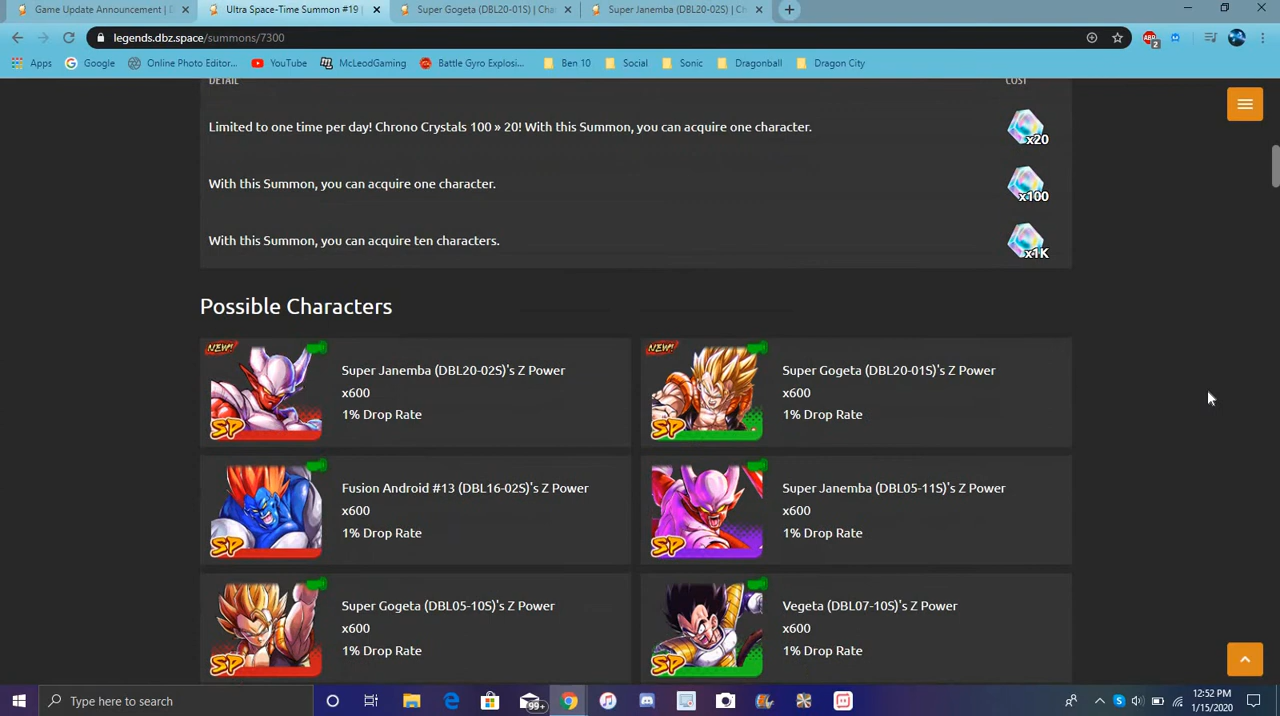 Game Update Announcement |
Ultra Space-Time Summon #19 |
Super Gogeta (DBL20-01S) | Cha
Super Janemba (DBL20-02S) | Ch
legends.dbz.space/summons/7300
2
Apps
Google
Online Photo Editor...
YouTube
McLeodGaming
Battle Gyro Explosi...
Ben 10
Social
Sonic
Dragonball
Dragon City
DETAIL
COST
Limited to one time per day! Chrono Crystals 100 » 20! With this Summon, you can acquire one character.
x20
With this Summon, you can acquire one character.
x100
With this Summon, you can acquire ten characters.
x1K
Possible Characters
NEW!
SP
Super Janemba (DBL20-02S)'s Z Power
x600
1% Drop Rate
NEW!
SP
Super Gogeta (DBL20-01S)'s Z Power
x600
1% Drop Rate
SP
Fusion Android #13 (DBL16-02S)'s Z Power
x600
1% Drop Rate
SP
Super Janemba (DBL05-11S)'s Z Power
x600
1% Drop Rate
SP
Super Gogeta (DBL05-10S)'s Z Power
x600
1% Drop Rate
SP
Vegeta (DBL07-10S)'s Z Power
x600
1% Drop Rate
Type here to search
99+
12:52 PM
1/15/2020